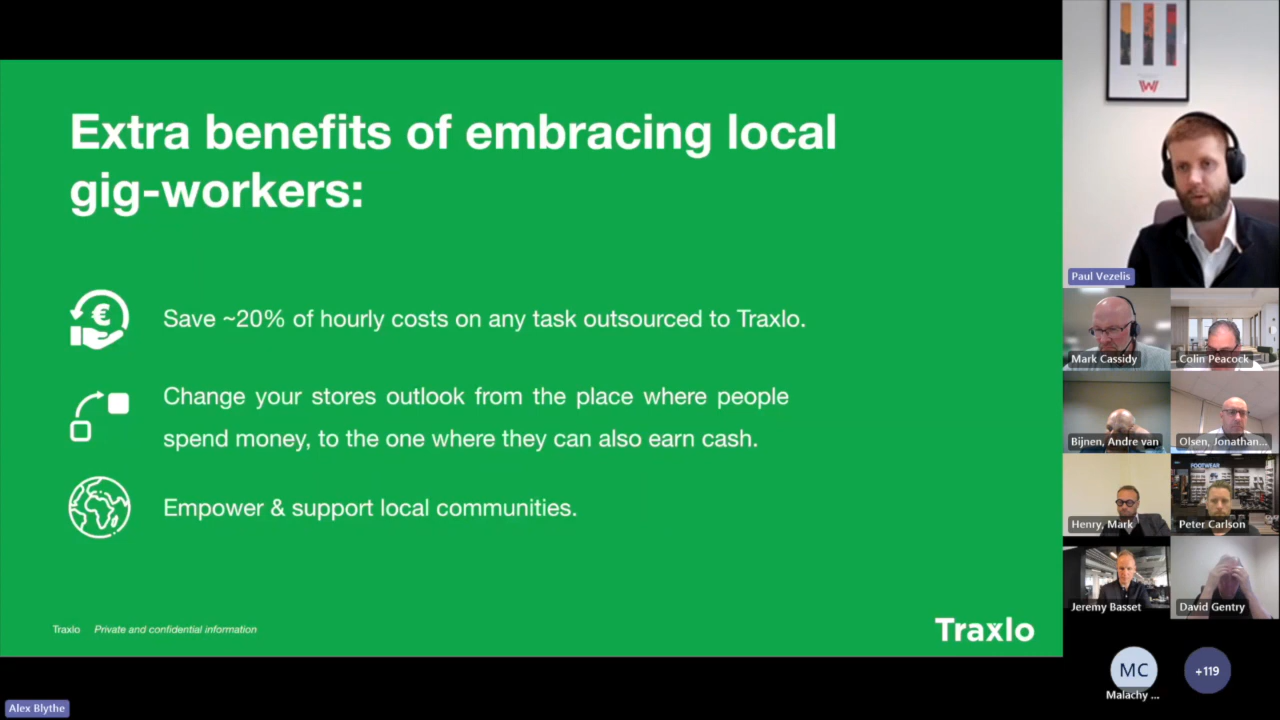 Extra benefits of embracing local
gig-workers:
€
Save ~20% of hourly costs on any task outsourced to Traxlo.
Change your stores outlook from the place where people
spend money, to the one where they can also earn cash.
Empower & support local communities.
Traxlo Private and confidential information
Traxlo
Alex Blythe
W
Paul Vezelis
Mark Cassidy
Colin Peacock
Bijnen, Andre van
Olsen, Jonathan...
FOOTWEAR
Henry, Mark
Peter Carlson
Jeremy Basset
David Gentry
MC
Malachy ...
+119